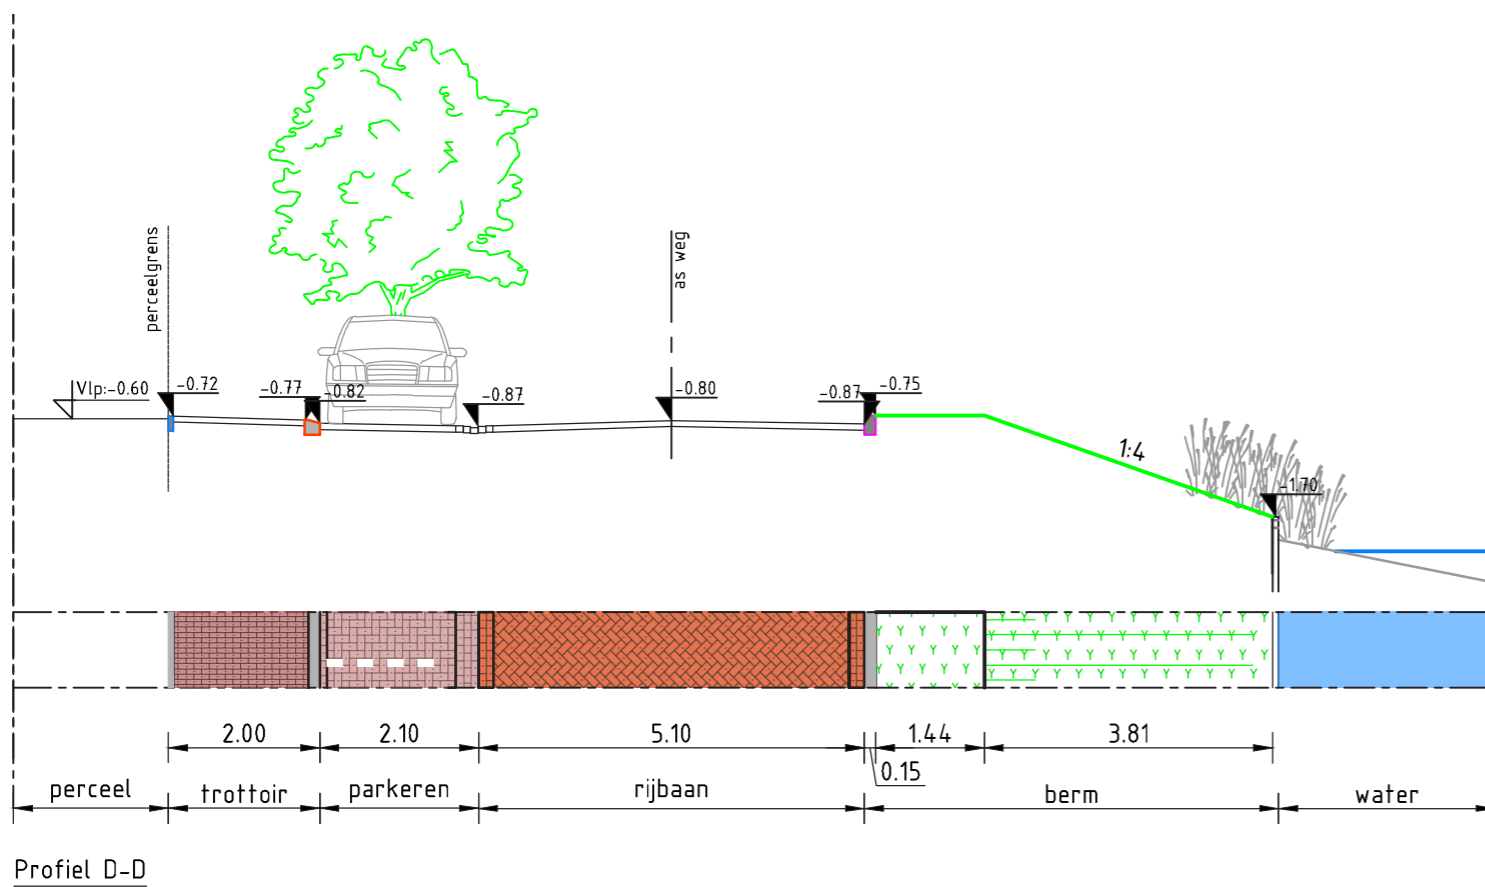 perceelgrens
as weg
Vlp:-0.60
-0.72
-0.77
-0.82
-0.87
-0.80
-0.87
-0.75
1:4
-1.70
2.00
2.10
5.10
0.15
1.44
3.81
perceel
trottoir
parkeren
rijbaan
berm
water
Profiel D-D